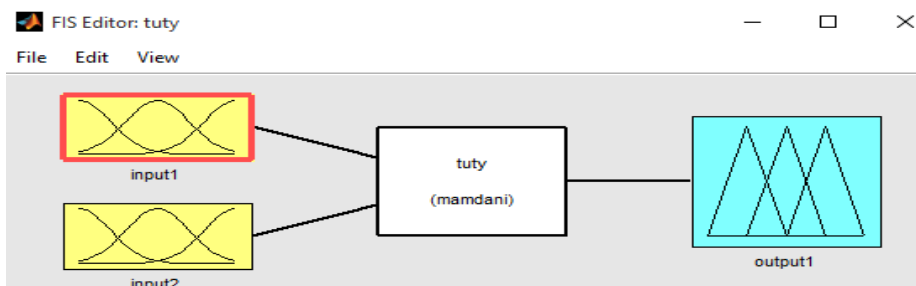 FIS Editor: tuty
File Edit View
input1
tuty
(mamdani)
input2
output1